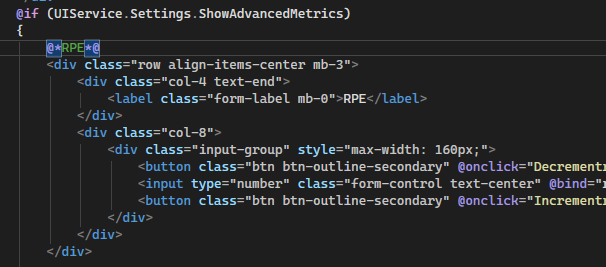 @if (UIService.Settings.ShowAdvancedMetrics)
{
@*RPE*@
<div class="row align-items-center mb-3">
<div class="col-4 text-end">
<label class="form-label mb-0">RPE</label>
</div>
<div class="col-8">
<div class="input-group" style="max-width: 160px;">
<button class="btn btn-outline-secondary" @onclick="Decrement
<input type="number" class="form-control text-center" @bind="
<button class="btn btn-outline-secondary" @onclick="Increment
</div>
</div>
</div>